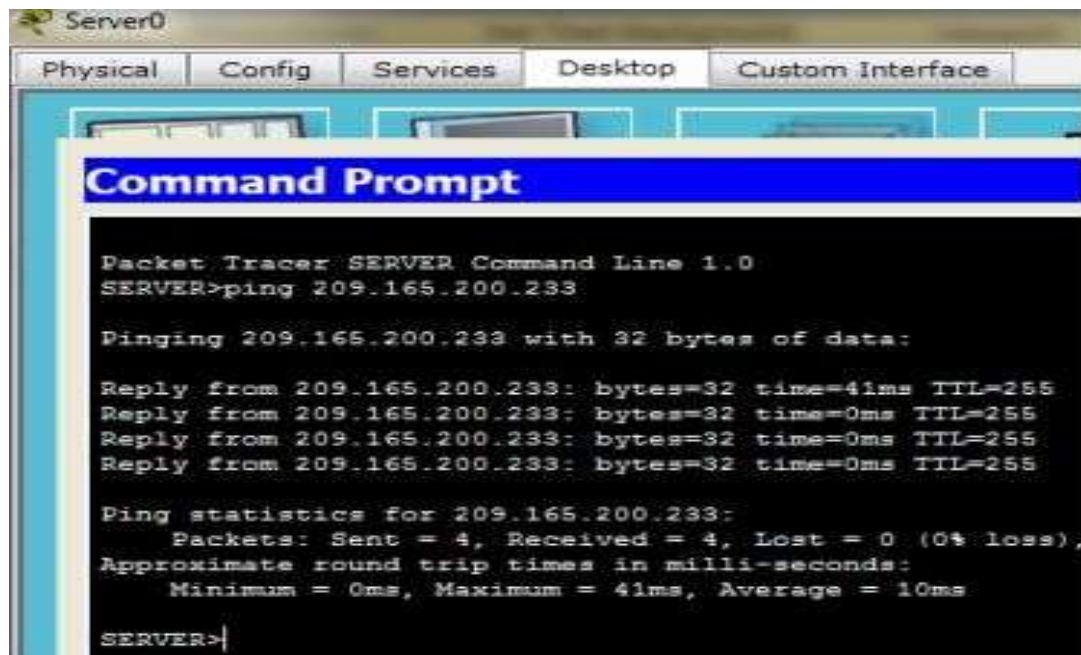 Server0
Physical Config Services Desktop Custom Interface
Command Prompt
Packet Tracer SERVER Command Line 1.0
SERVER>ping 209.165.200.233
Pinging 209.165.200.233 with 32 bytes of data:
Reply from 209.165.200.233: bytes=32 time=41ms TTL=255
Reply from 209.165.200.233: bytes=32 time=0ms TTL=255
Reply from 209.165.200.233: bytes=32 time=0ms TTL=255
Reply from 209.165.200.233: bytes=32 time=0ms TTL=255
Ping statistics for 209.165.200.233:
Packets: Sent = 4, Received = 4, Lost = 0 (0% loss),
Approximate round trip times in milli-seconds:
Minimum = 0ms, Maximum = 41ms, Average = 10ms
SERVER>